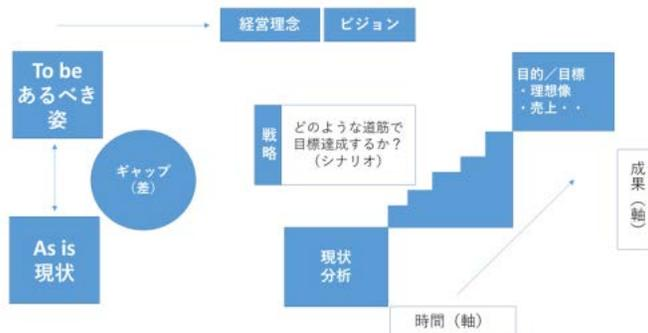 経営理念
ビジョン
To be
あるべき
姿
ギャップ
(差)
As is
現状
戦略
どのような道筋で
目標達成するか？
(シナリオ)
目的／目標
・理想像
・売上・・
現状
分析
成果（軸）
時間（軸）